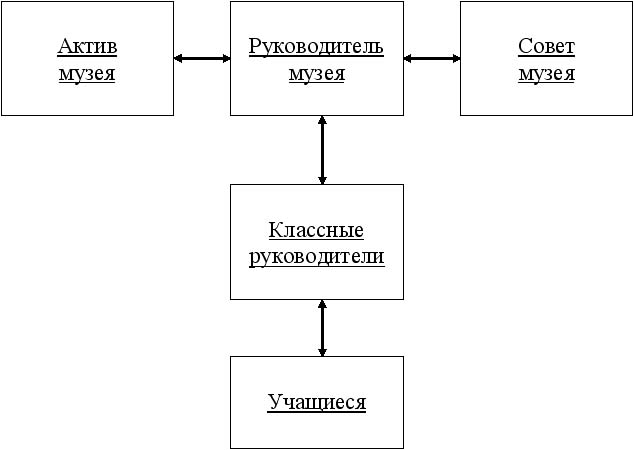 Актив
музея
Руководитель
музея
Совет
музея
Классные
руководители
Учащиеся